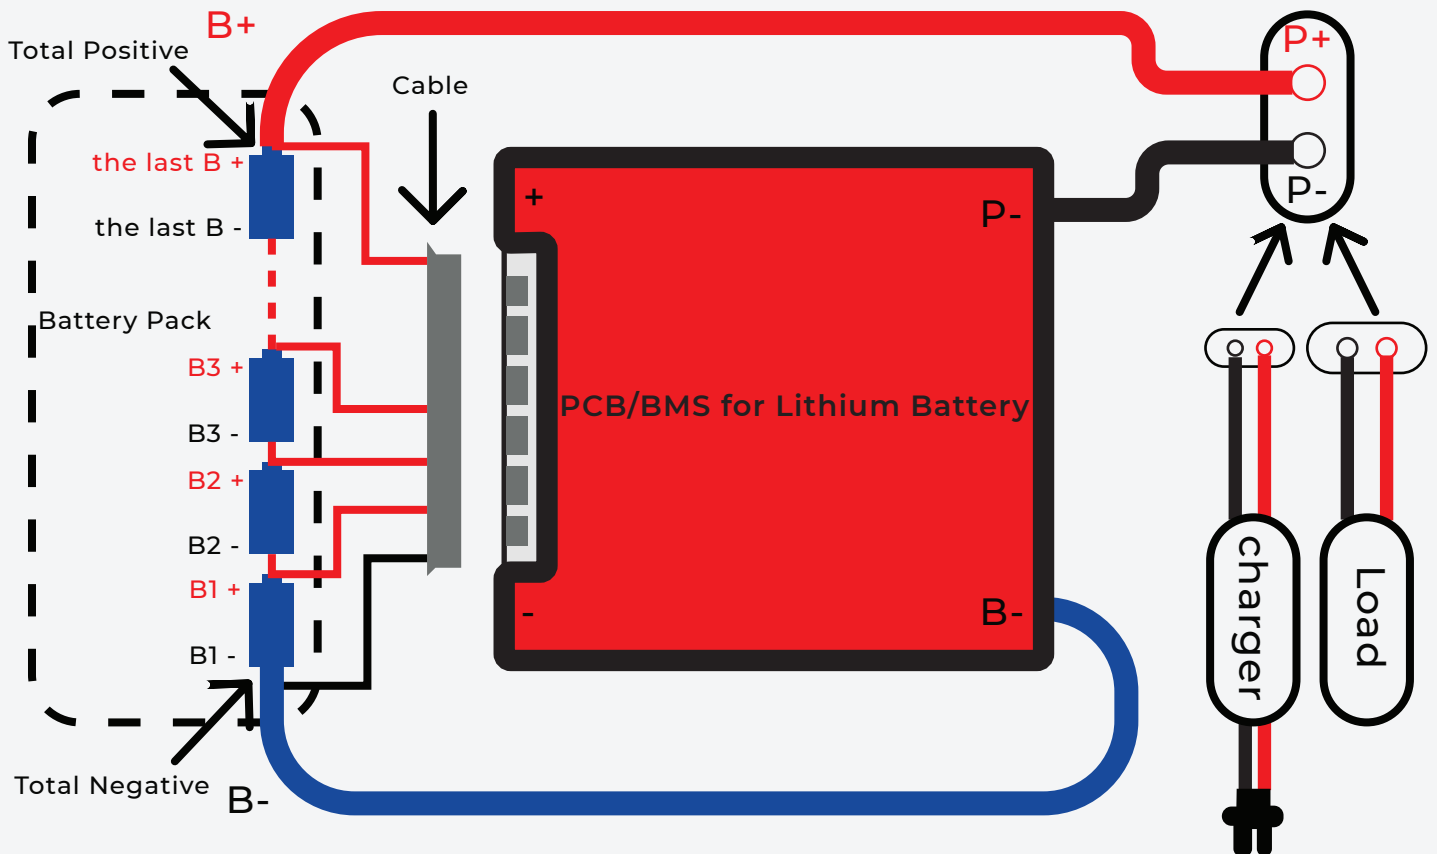 B+
Total Positive
Cable
P+
the last B +
the last B -
+
P-
P-
Battery Pack
B3 +
B3 -
PCB/BMS for Lithium Battery
B2 +
B2 -
B1 +
B1 -
-
B-
charger
Load
Total Negative
B-